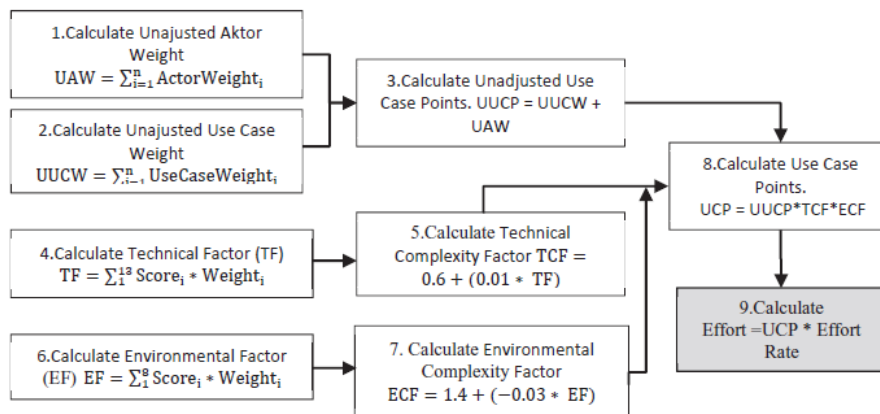 1.Calculate Unajusted Aktor
Weight
UAW = ∑ⁿᵢ₌₁ ActorWeightᵢ
2.Calculate Unajusted Use Case
Weight
UUCW = ∑ⁿᵢ₌₁ UseCaseWeightᵢ
3.Calculate Unadjusted Use
Case Points. UUCP = UUCW +
UAW
4.Calculate Technical Factor (TF)
TF = ∑₁¹³ Scoreᵢ * Weightᵢ
5.Calculate Technical
Complexity Factor TCF =
0.6 + (0.01 * TF)
6.Calculate Environmental Factor
(EF) EF = ∑₁⁸ Scoreᵢ * Weightᵢ
7. Calculate Environmental
Complexity Factor
ECF = 1.4 + (−0.03 * EF)
8.Calculate Use Case
Points.
UCP = UUCP*TCF*ECF
9.Calculate
Effort =UCP * Effort
Rate